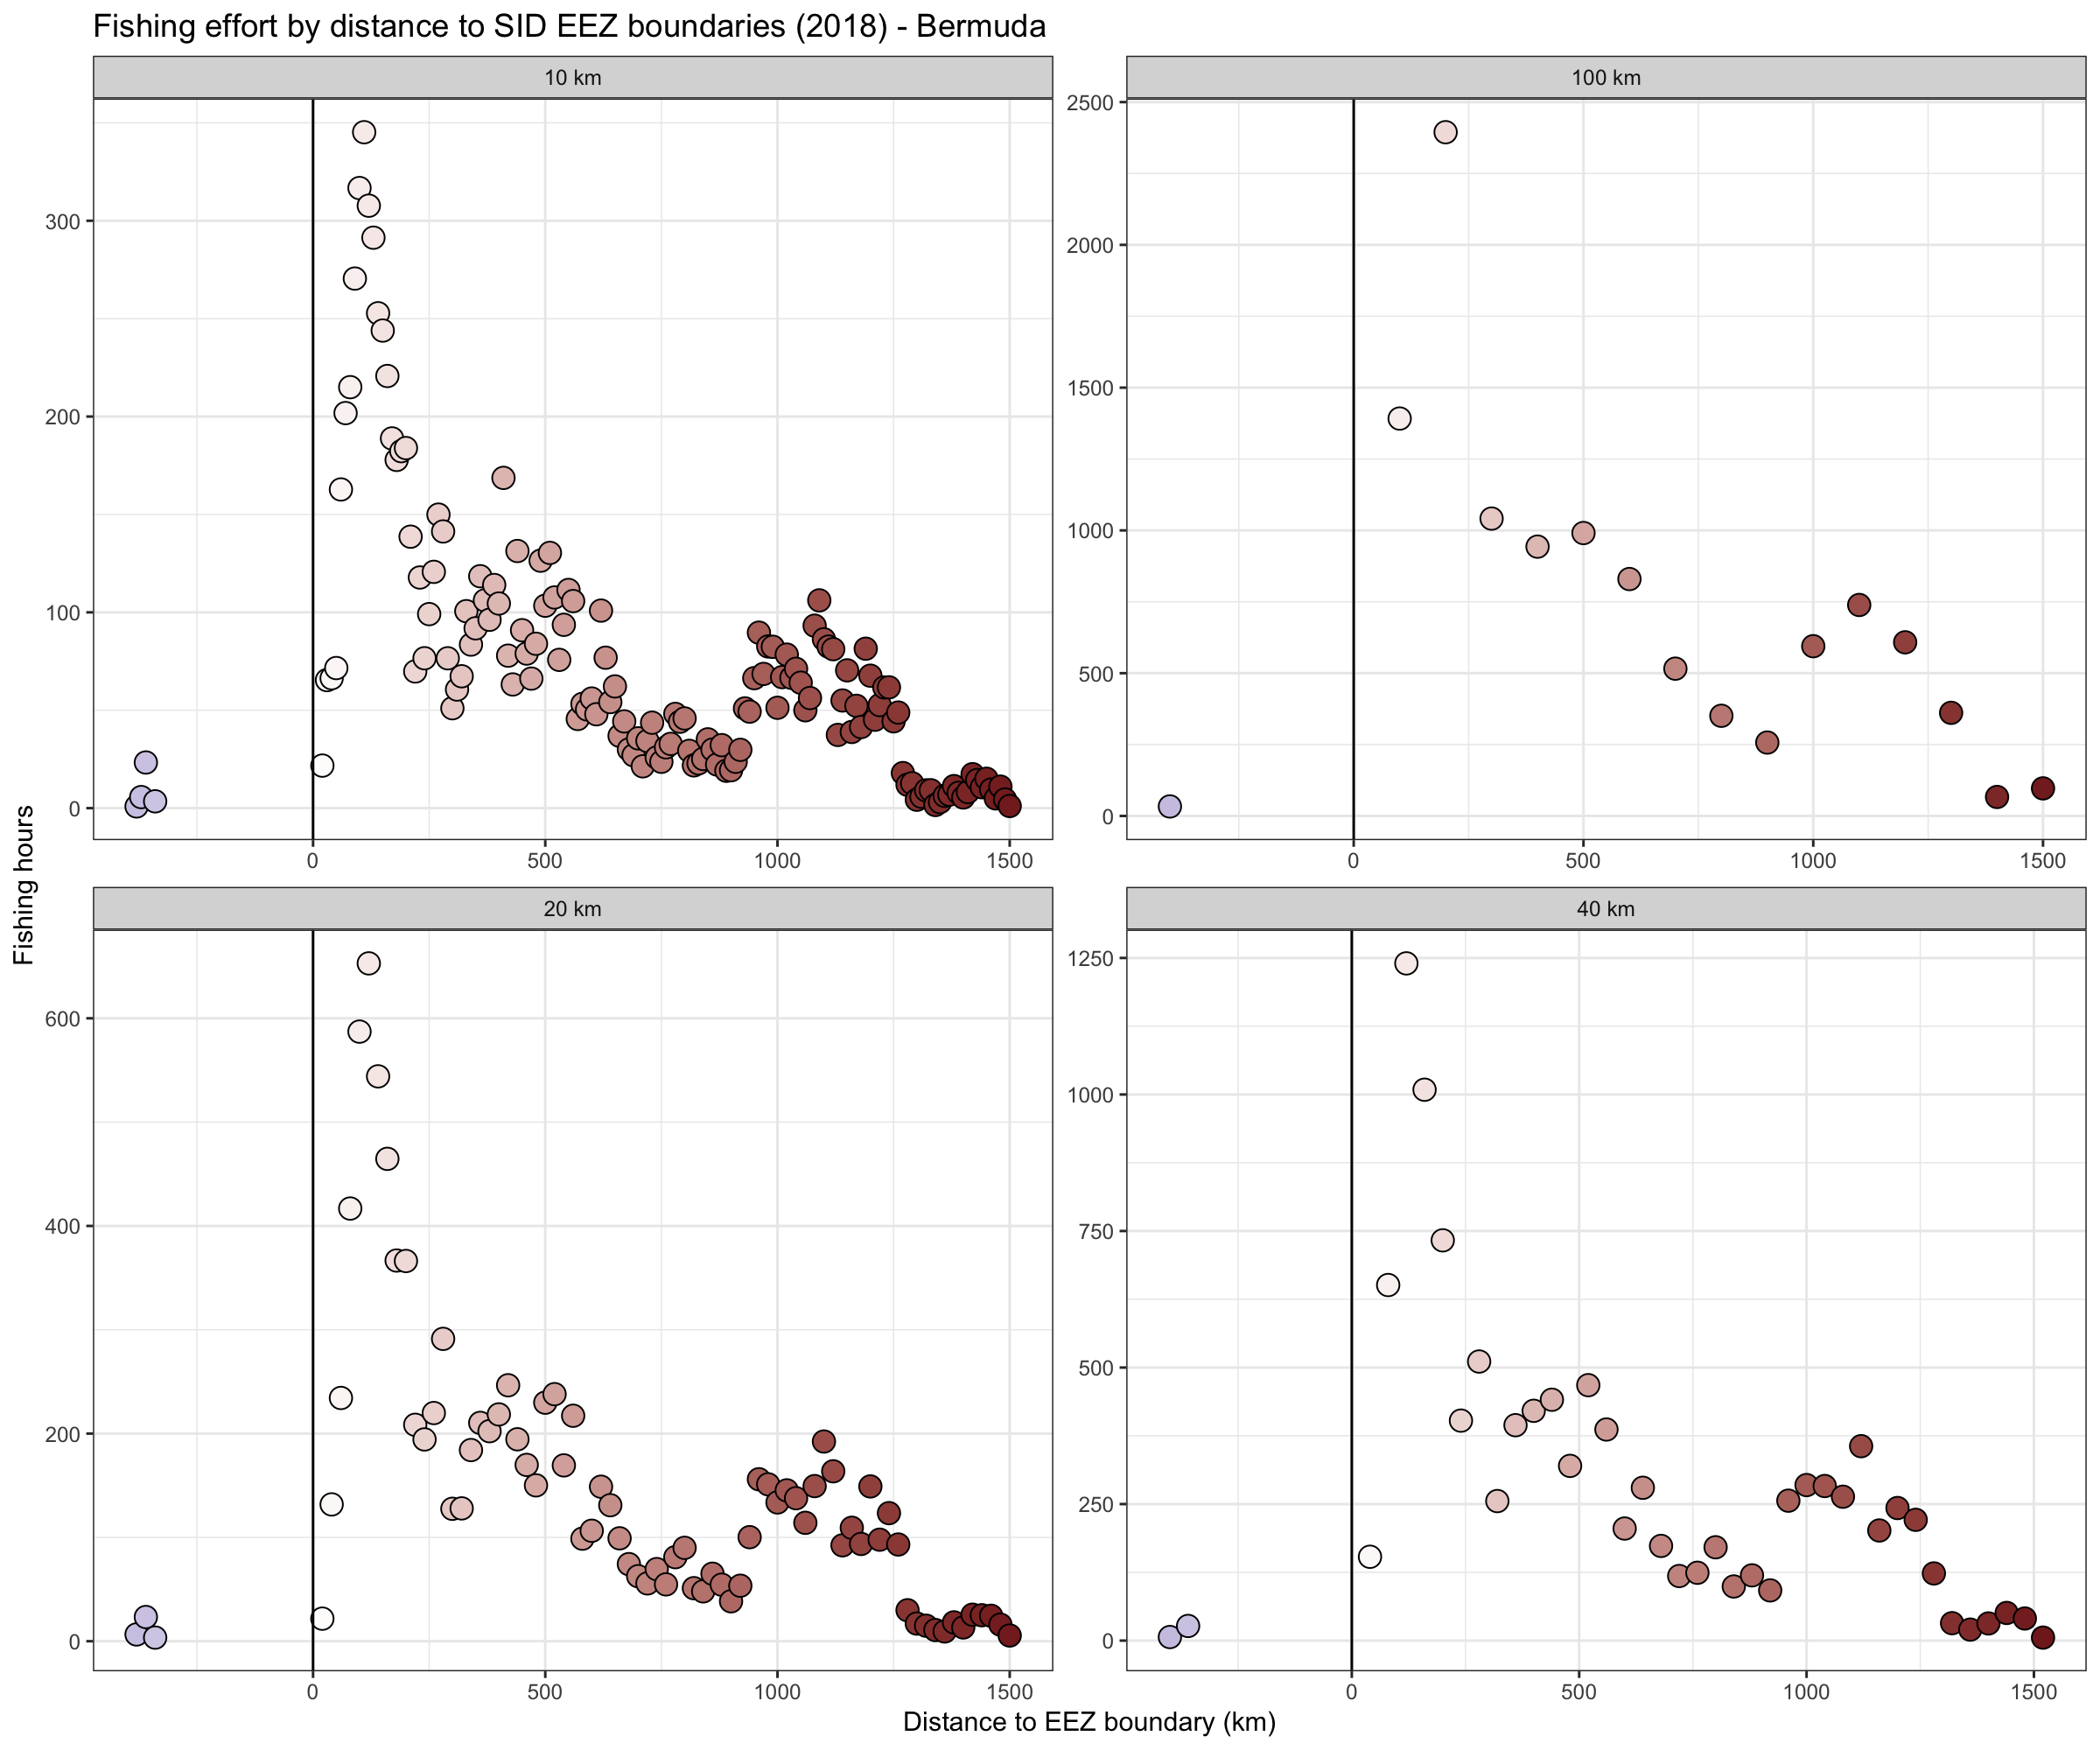 Fishing effort by distance to SID EEZ boundaries (2018) - Bermuda
10 km
100 km
300
200
100
0
0 500 1000 1500
2500
2000
1500
1000
500
0
0 500 1000 1500
Fishing hours
20 km
40 km
600
400
200
0
0 500 1000 1500
1250
1000
750
500
250
0
0 500 1000 1500
Distance to EEZ boundary (km)